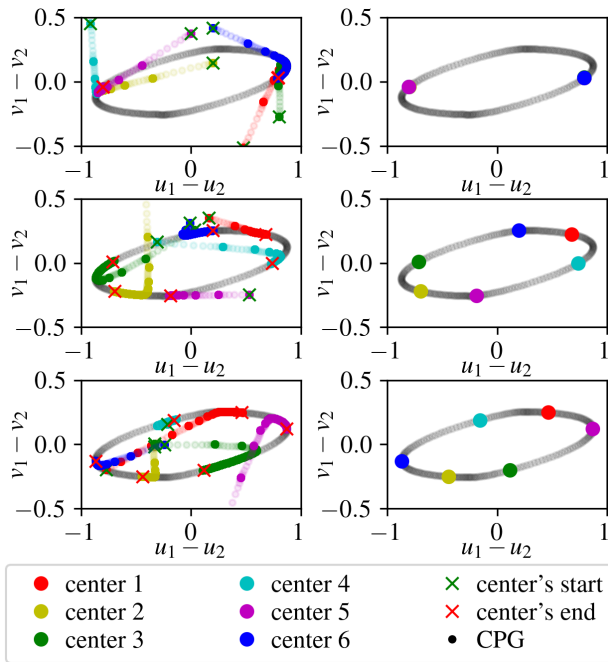 0.5 0.5
0.0 0.0
−0.5 −0.5
v₁ − v₂ v₁ − v₂
−1 0 1 −1 0 1
u₁ − u₂ u₁ − u₂
0.5 0.5
0.0 0.0
−0.5 −0.5
v₁ − v₂ v₁ − v₂
−1 0 1 −1 0 1
u₁ − u₂ u₁ − u₂
0.5 0.5
0.0 0.0
−0.5 −0.5
v₁ − v₂ v₁ − v₂
−1 0 1 −1 0 1
u₁ − u₂ u₁ − u₂
center 1 center 4 center's start
center 2 center 5 center's end
center 3 center 6 CPG